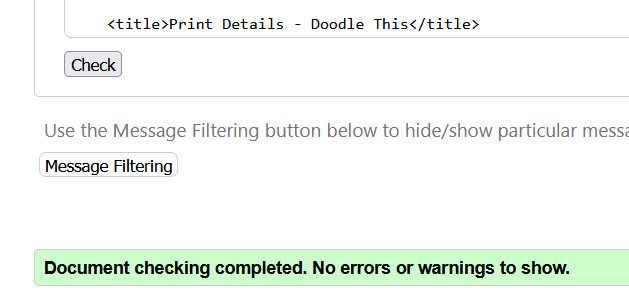 <title>Print Details - Doodle This</title>
Check
Use the Message Filtering button below to hide/show particular
Message Filtering
Document checking completed. No errors or warnings to show.